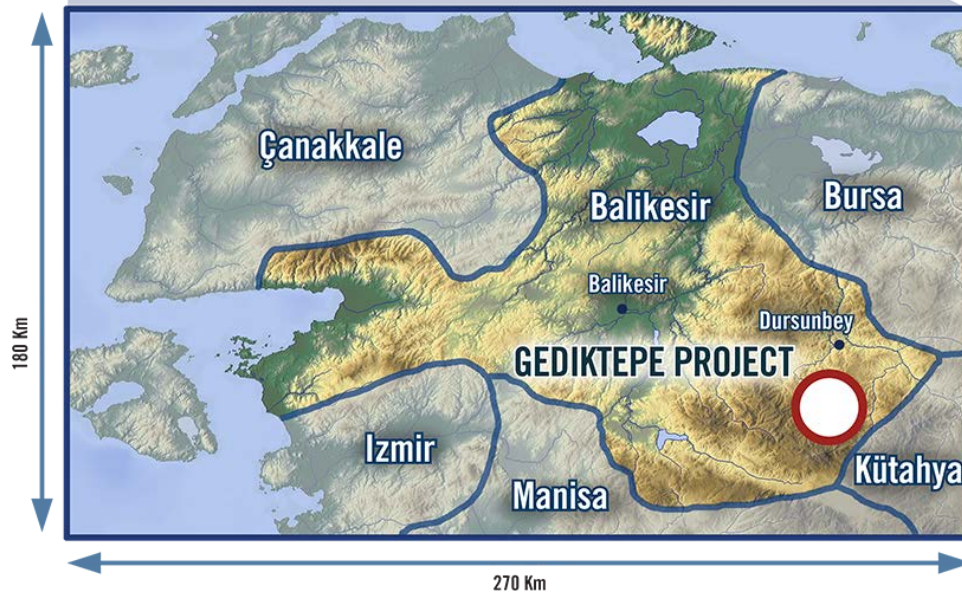 Çanakkale
Balikesir
Bursa
Balikesir
Dursunbey
GEDIKTEPE PROJECT
Izmir
Manisa
Kütahya
180 Km
270 Km